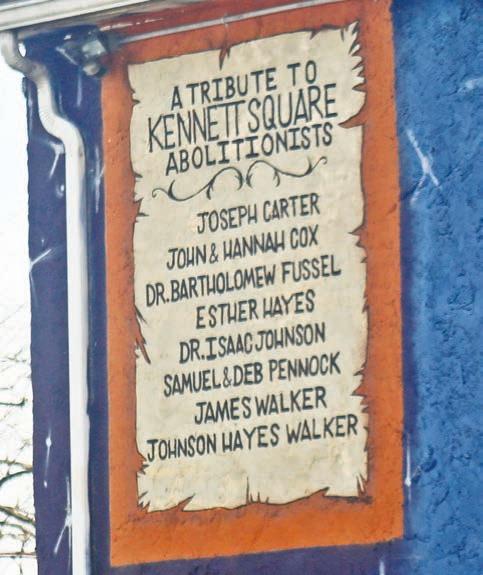 A TRIBUTE TO
KENNETT SQUARE
ABOLITIONISTS
JOSEPH CARTER
JOHN & HANNAH COX
DR. BARTHOLOMEW FUSSEL
ESTHER HAYES
DR. ISAAC JOHNSON
SAMUEL & DEB PENNOCK
JAMES WALKER
JOHNSON HAYES WALKER